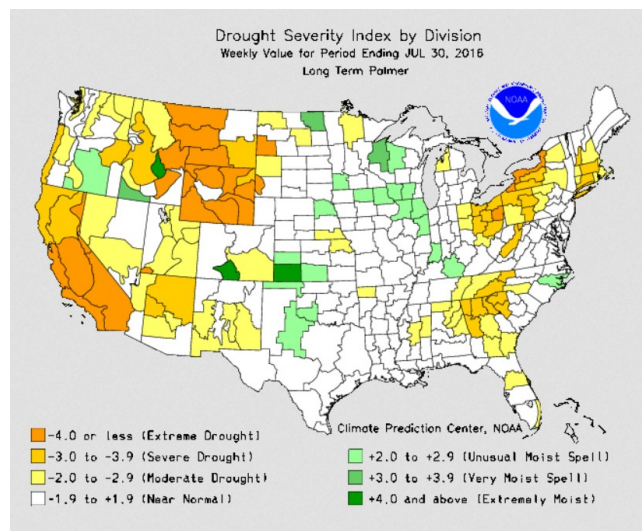 Drought Severity Index by Division
Weekly Value for Period Ending JUL 30, 2016
Long Term Palmer
NOAA
Climate Prediction Center, NOAA
-4.0 or less (Extreme Drought)
-3.0 to -3.9 (Severe Drought)
-2.0 to -2.9 (Moderate Drought)
-1.9 to +1.9 (Near Normal)
+2.0 to +2.9 (Unusual Moist Spell)
+3.0 to +3.9 (Very Moist Spell)
+4.0 and above (Extremely Moist)